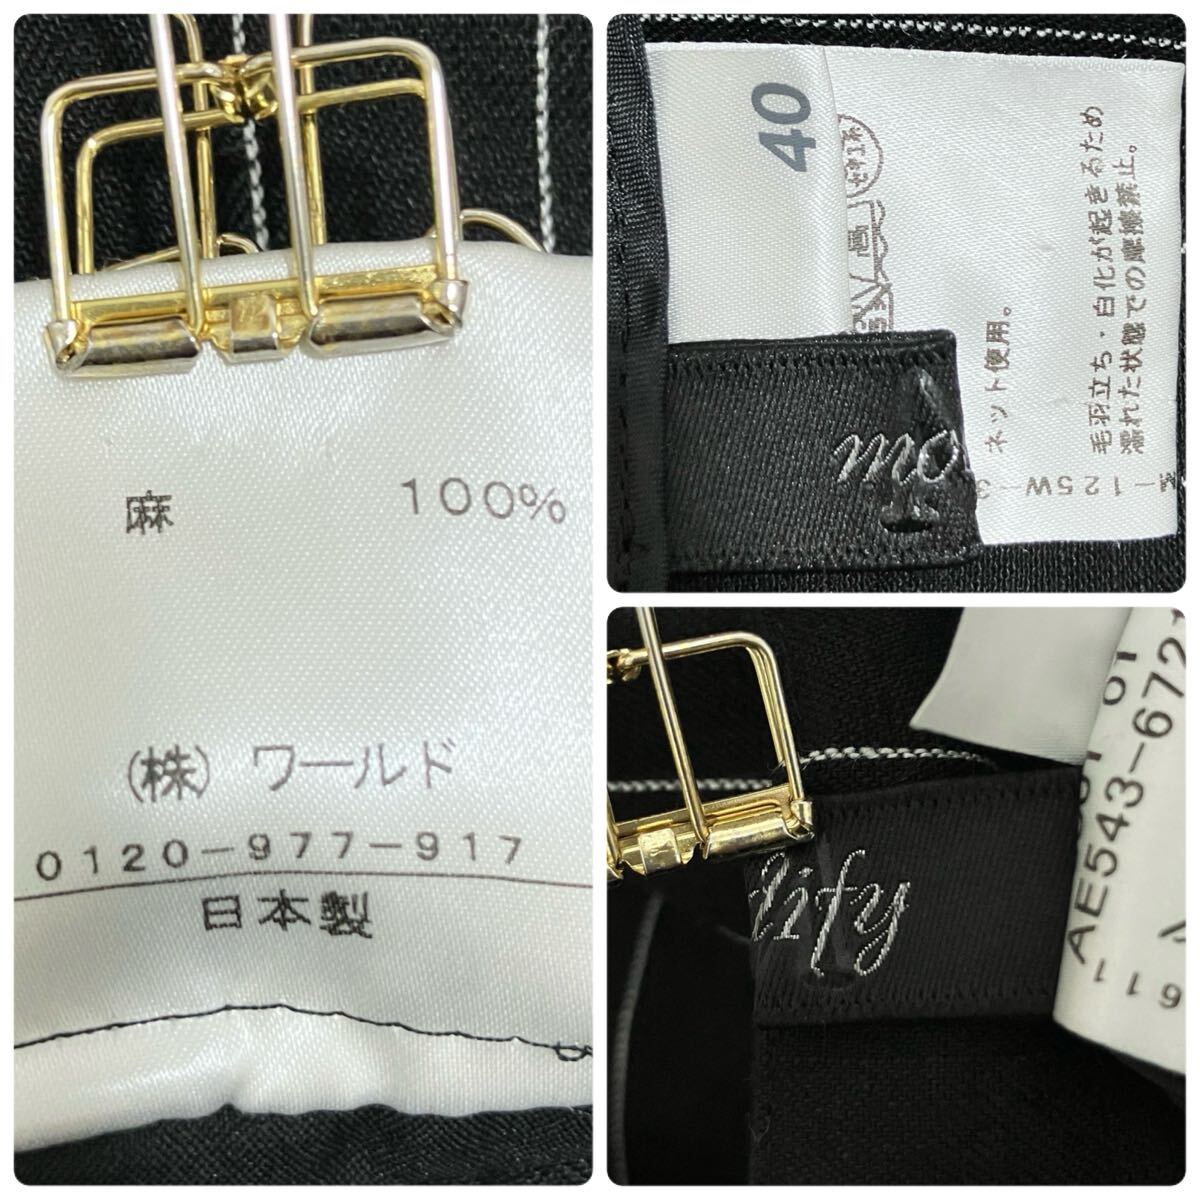 麻 100%
(株) ワールド
0120-977-917
日本製
40
毛羽立ち・白化が起きるため
濡れた状態での摩擦禁止。
ネット使用。
-125W-3
mo
dify
AE543-672
611